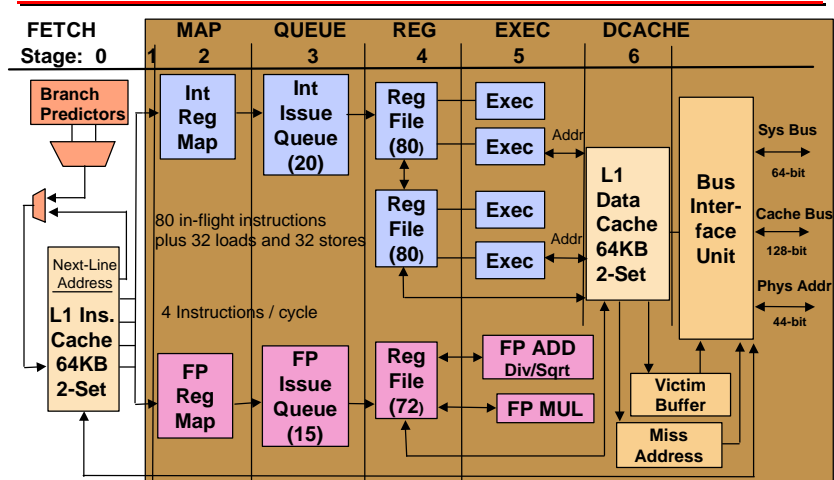 FETCH MAP QUEUE REG EXEC DCACHE
Stage: 0 1 2 3 4 5 6
Branch
Predictors
Int
Reg
Map
Int
Issue
Queue
(20)
Reg
File
(80)
Exec
Exec
Addr
Reg
File
(80)
Exec
Exec
Addr
L1
Data
Cache
64KB
2-Set
Bus
Inter-
face
Unit
Sys Bus
64-bit
Cache Bus
128-bit
Phys Addr
44-bit
80 in-flight instructions
plus 32 loads and 32 stores
Next-Line
Address
L1 Ins.
Cache
64KB
2-Set
4 Instructions / cycle
FP
Reg
Map
FP
Issue
Queue
(15)
Reg
File
(72)
FP ADD
Div/Sqrt
FP MUL
Victim
Buffer
Miss
Address